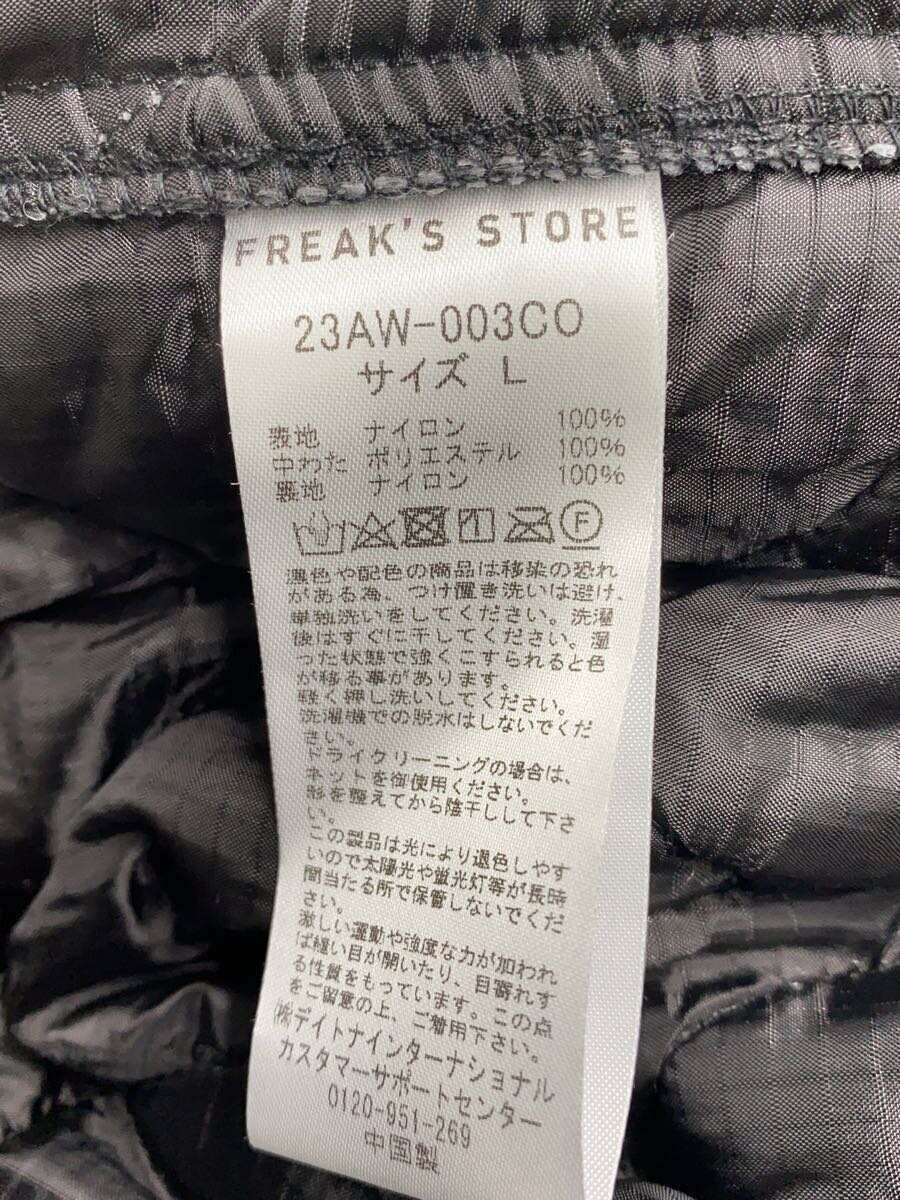 FREAK'S STORE
23AW-003CO
サイズ L
表地 ナイロン 100%
中わた ポリエステル 100%
裏地 ナイロン 100%
F
濃色や配色の商品は移染の恐れ
がある為、つけ置き洗いは避け、
単独洗いをしてください。洗濯
後はすぐに干してください。湿
った状態で強くこすられると色
が移る事があります。
軽く押し洗いしてください。
洗濯機での脱水はしないでくだ
さい。
ドライクリーニングの場合は、
ネットを御使用ください。
形を整えてから陰干しして下さ
い。
この製品は光により退色しやす
いので太陽光や蛍光灯等が長時
間当たる所で保管しないでくだ
さい。
激しい運動や強度な力が加われ
ば縫い目が開いたり、目寄れす
る性質をもっています。この点
をご留意の上、ご着用下さい。
㈱デイトナインターナショナル
カスタマーサポートセンター
0120-951-269
中国製